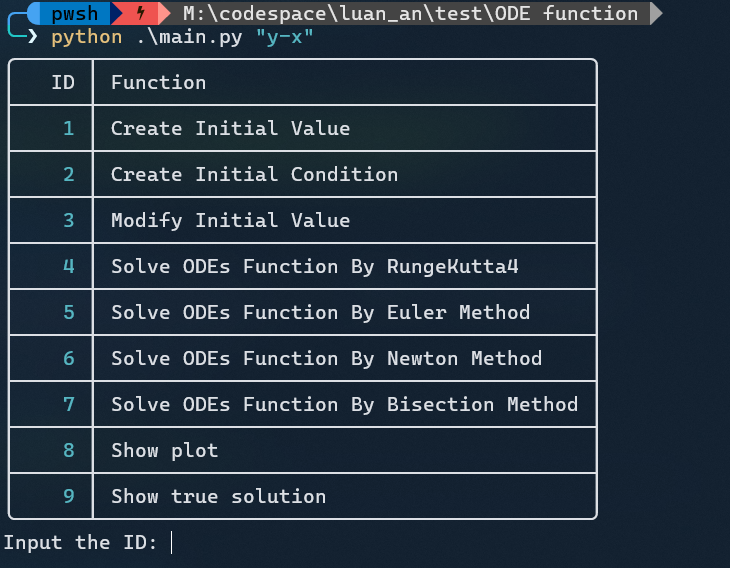 pwsh M:\codespace\luan_an\test\ODE function
❯ python .\main.py "y-x"
ID Function
1 Create Initial Value
2 Create Initial Condition
3 Modify Initial Value
4 Solve ODEs Function By RungeKutta4
5 Solve ODEs Function By Euler Method
6 Solve ODEs Function By Newton Method
7 Solve ODEs Function By Bisection Method
8 Show plot
9 Show true solution
Input the ID: